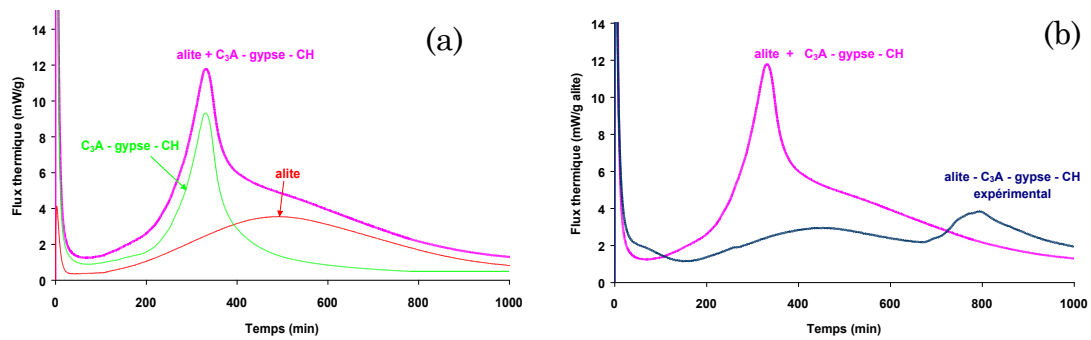 14
12
10
8
6
4
2
0
Flux thermique (mW/g)
(a)
alite + C₃A - gypse - CH
C₃A - gypse - CH
alite
0 200 400 600 800 1000
Temps (min)
14
12
10
8
6
4
2
0
Flux thermique (mW/g alite)
(b)
alite + C₃A - gypse - CH
alite - C₃A - gypse - CH
expérimental
0 200 400 600 800 1000
Temps (min)